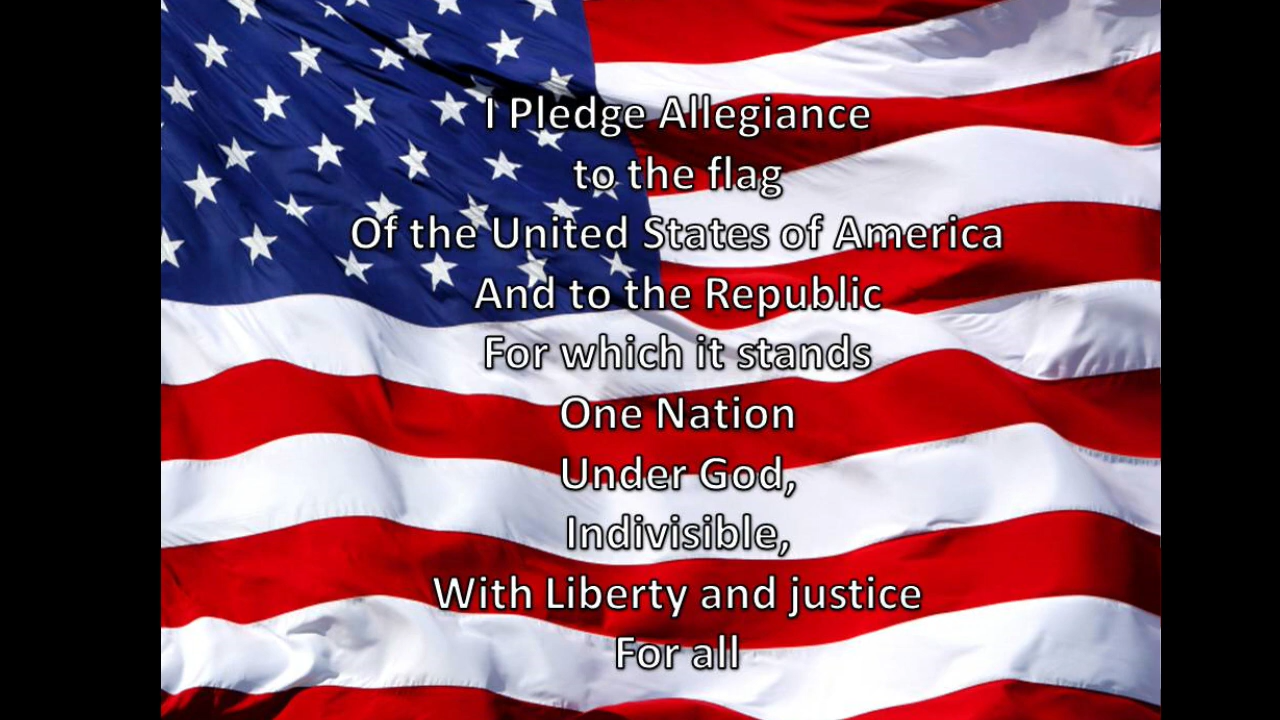 I Pledge Allegiance
to the flag
Of the United States of America
And to the Republic
For which it stands
One Nation
Under God,
Indivisible,
With Liberty and justice
For all